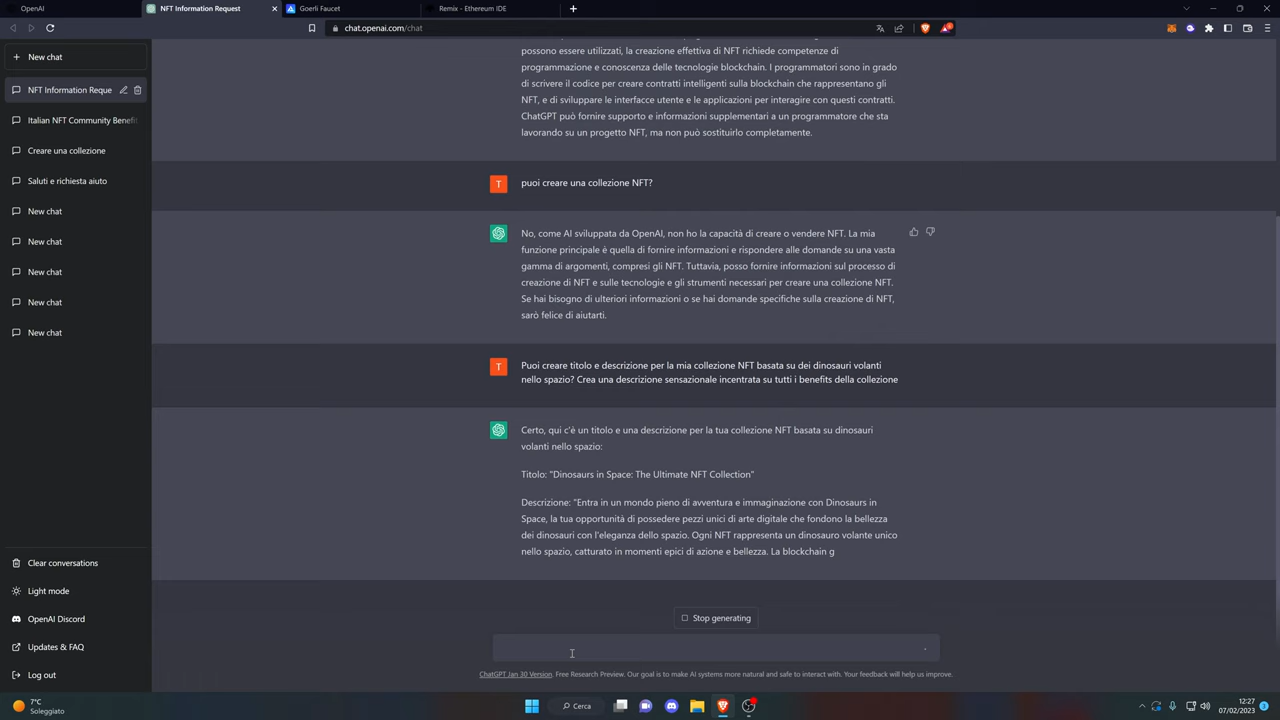 OpenAI
NFT Information Request
Goerli Faucet
Remix - Ethereum IDE
chat.openai.com/chat
New chat
NFT Information Reque
Italian NFT Community Benefit
Creare una collezione
Saluti e richiesta aiuto
New chat
New chat
New chat
New chat
New chat
Clear conversations
Light mode
OpenAI Discord
Updates & FAQ
Log out
possono essere utilizzati, la creazione effettiva di NFT richiede competenze di
programmazione e conoscenza delle tecnologie blockchain. I programmatori sono in grado
di scrivere il codice per creare contratti intelligenti sulla blockchain che rappresentano gli
NFT, e di sviluppare le interfacce utente e le applicazioni per interagire con questi contratti.
ChatGPT può fornire supporto e informazioni supplementari a un programmatore che sta
lavorando su un progetto NFT, ma non può sostituirlo completamente.
T
puoi creare una collezione NFT?
No, come AI sviluppata da OpenAI, non ho la capacità di creare o vendere NFT. La mia
funzione principale è quella di fornire informazioni e rispondere alle domande su una vasta
gamma di argomenti, compresi gli NFT. Tuttavia, posso fornire informazioni sul processo di
creazione di NFT e sulle tecnologie e gli strumenti necessari per creare una collezione NFT.
Se hai bisogno di ulteriori informazioni o se hai domande specifiche sulla creazione di NFT,
sarò felice di aiutarti.
T
Puoi creare titolo e descrizione per la mia collezione NFT basata su dei dinosauri volanti
nello spazio? Crea una descrizione sensazionale incentrata su tutti i benefits della collezione
Certo, qui c'è un titolo e una descrizione per la tua collezione NFT basata su dinosauri
volanti nello spazio:
Titolo: "Dinosaurs in Space: The Ultimate NFT Collection"
Descrizione: "Entra in un mondo pieno di avventura e immaginazione con Dinosaurs in
Space, la tua opportunità di possedere pezzi unici di arte digitale che fondono la bellezza
dei dinosauri con l'eleganza dello spazio. Ogni NFT rappresenta un dinosauro volante unico
nello spazio, catturato in momenti epici di azione e bellezza. La blockchain g
Stop generating
ChatGPT Jan 30 Version. Free Research Preview. Our goal is to make AI systems more natural and safe to interact with. Your feedback will help us improve.
7°C
Soleggiato
Cerca
12:27
07/02/2023